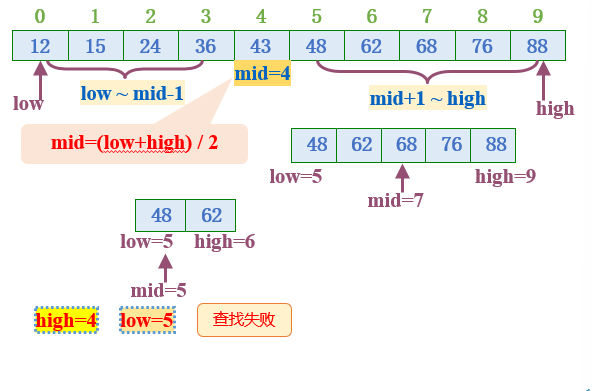 0 1 2 3 4 5 6 7 8 9
12 15 24 36 43 48 62 68 76 88
low low ~ mid-1 mid=4 mid+1 ~ high high
mid=(low+high) / 2
48 62 68 76 88
low=5 mid=7 high=9
48 62
low=5 high=6
mid=5
high=4 low=5 查找失败